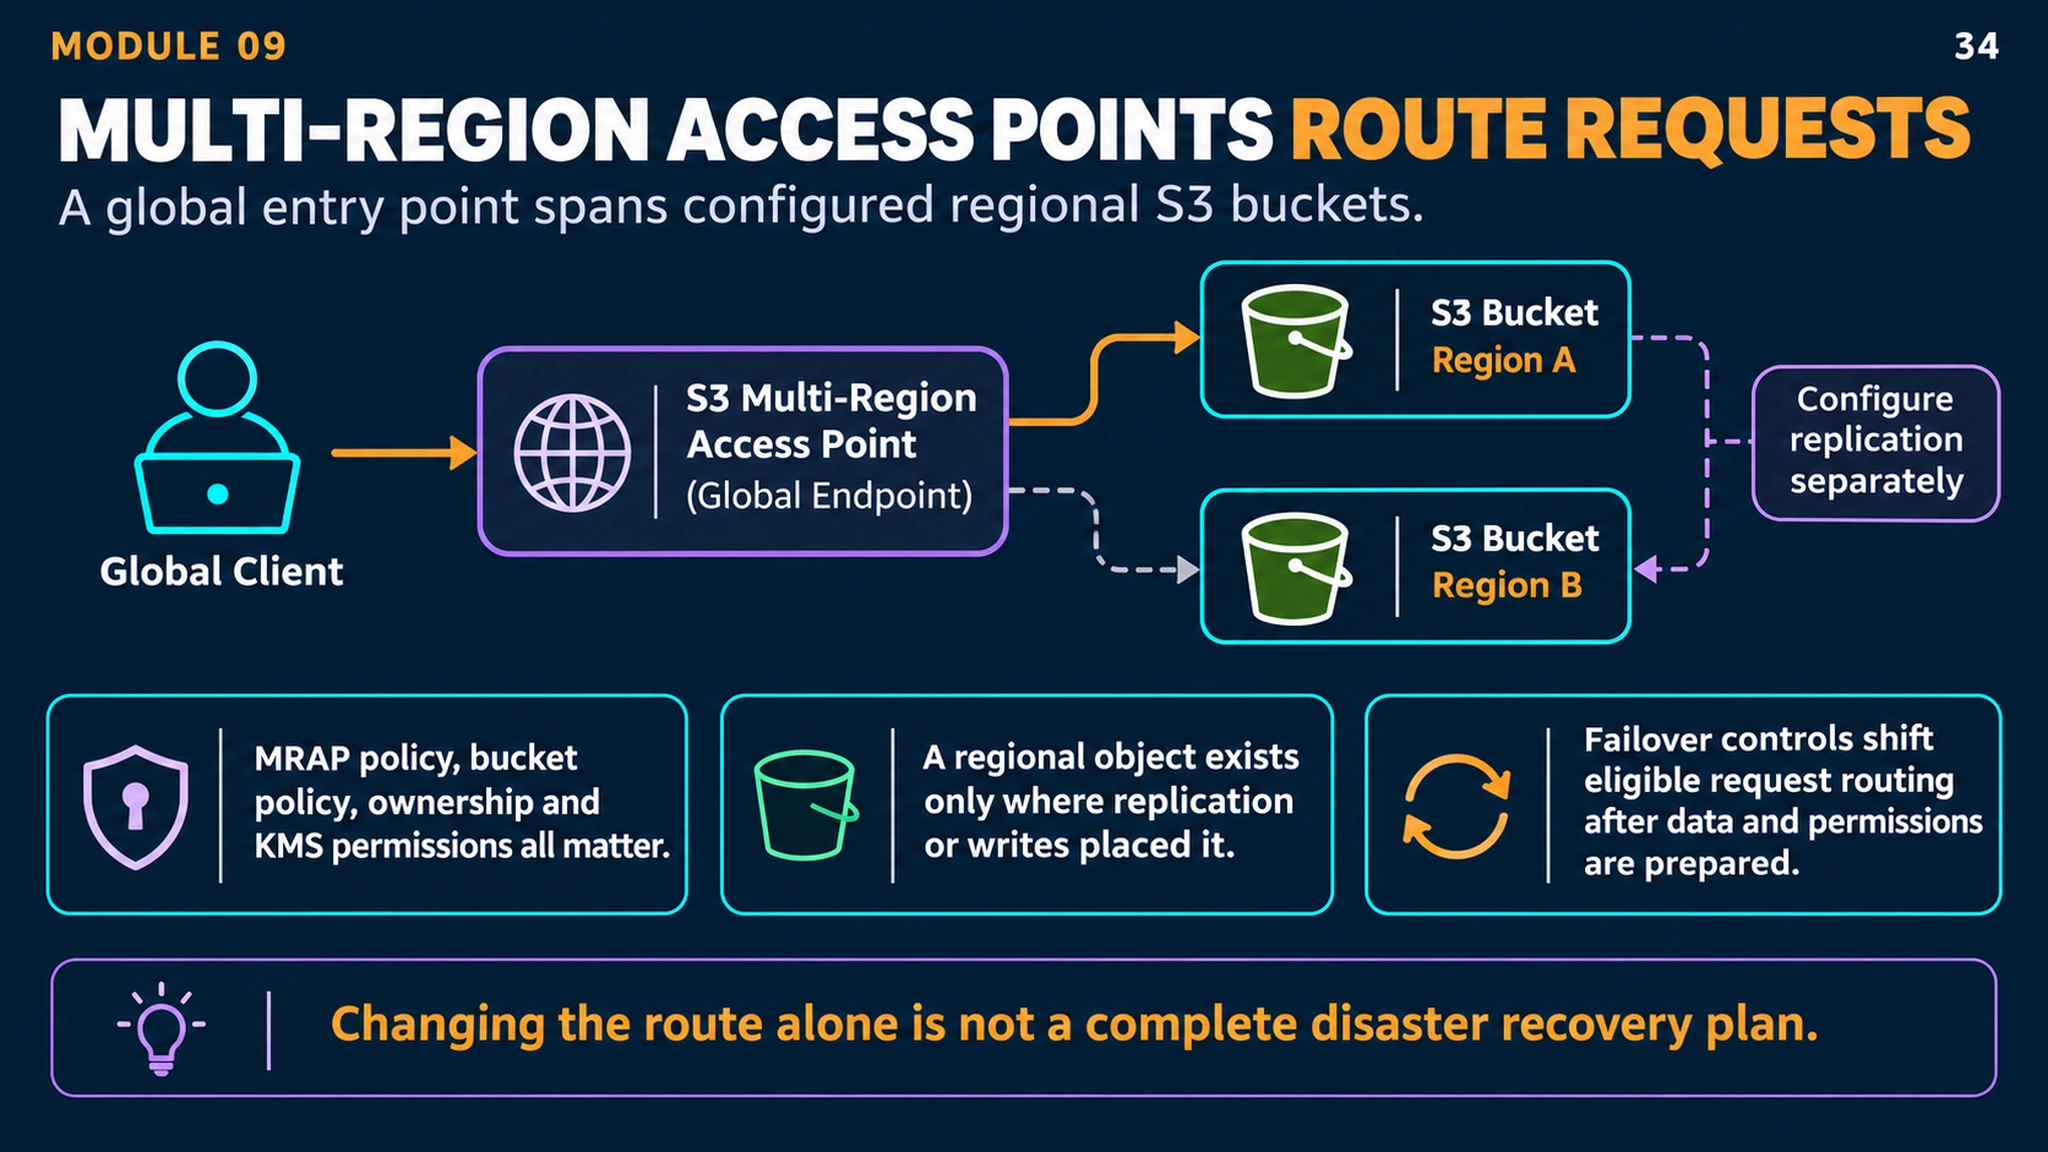 MODULE 09
34
MULTI-REGION ACCESS POINTS ROUTE REQUESTS
A global entry point spans configured regional S3 buckets.
Global Client
S3 Multi-Region
Access Point
(Global Endpoint)
S3 Bucket
Region A
S3 Bucket
Region B
Configure
replication
separately
MRAP policy, bucket
policy, ownership and
KMS permissions all matter.
A regional object exists
only where replication
or writes placed it.
Failover controls shift
eligible request routing
after data and permissions
are prepared.
Changing the route alone is not a complete disaster recovery plan.